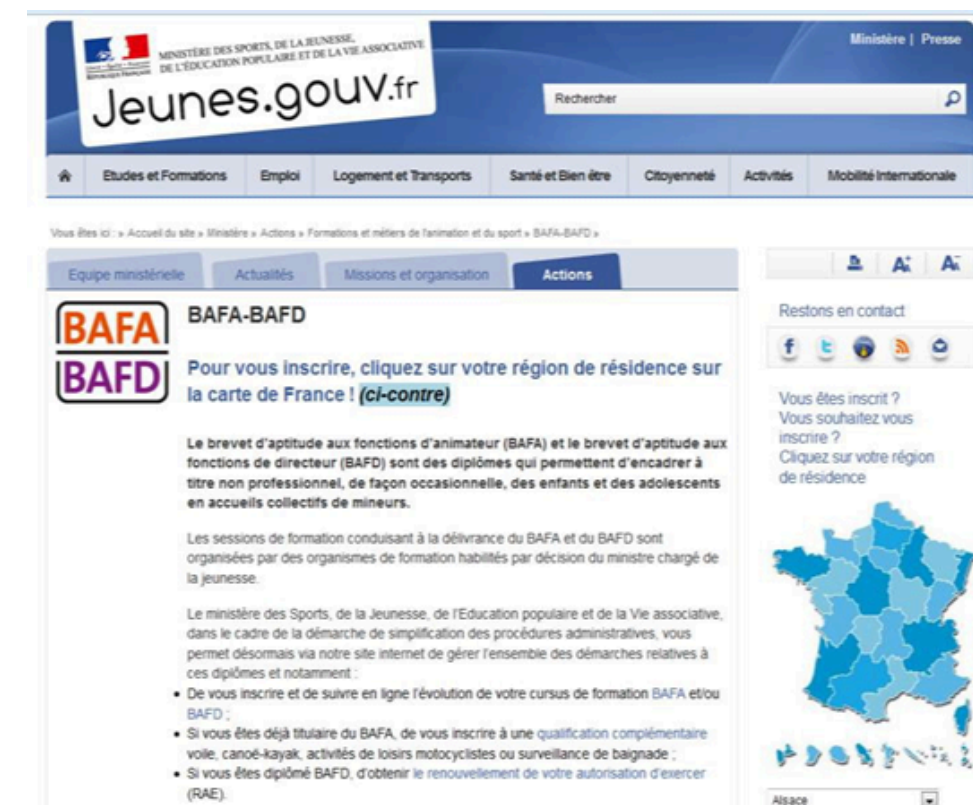 MINISTÈRE DES SPORTS, DE LA JEUNESSE,
DE L'ÉDUCATION POPULAIRE ET DE LA VIE ASSOCIATIVE
Jeunes.gouv.fr
Ministère | Presse
Rechercher
Etudes et Formations Emploi Logement et Transports Santé et Bien être Citoyenneté Activités Mobilité Internationale
Vous êtes ici : » Accueil du site » Ministère » Actions » Formations et métiers de l'animation et du sport » BAFA-BAFD »
Equipe ministérielle Actualités Missions et organisation Actions
BAFA
BAFD
BAFA-BAFD
Pour vous inscrire, cliquez sur votre région de résidence sur
la carte de France ! (ci-contre)
Le brevet d'aptitude aux fonctions d'animateur (BAFA) et le brevet d'aptitude aux
fonctions de directeur (BAFD) sont des diplômes qui permettent d'encadrer à
titre non professionnel, de façon occasionnelle, des enfants et des adolescents
en accueils collectifs de mineurs.
Les sessions de formation conduisant à la délivrance du BAFA et du BAFD sont
organisées par des organismes de formation habilités par décision du ministre chargé de
la jeunesse.
Le ministère des Sports, de la Jeunesse, de l'Education populaire et de la Vie associative,
dans le cadre de la démarche de simplification des procédures administratives, vous
permet désormais via notre site internet de gérer l'ensemble des démarches relatives à
ces diplômes et notamment :
• De vous inscrire et de suivre en ligne l'évolution de votre cursus de formation BAFA et/ou
BAFD ;
• Si vous êtes déjà titulaire du BAFA, de vous inscrire à une qualification complémentaire
voile, canoë-kayak, activités de loisirs motocyclistes ou surveillance de baignade ;
• Si vous êtes diplômé BAFD, d'obtenir le renouvellement de votre autorisation d'exercer
(RAE).
A+ A-
Restons en contact
Vous êtes inscrit ?
Vous souhaitez vous
inscrire ?
Cliquez sur votre région
de résidence
Alsace